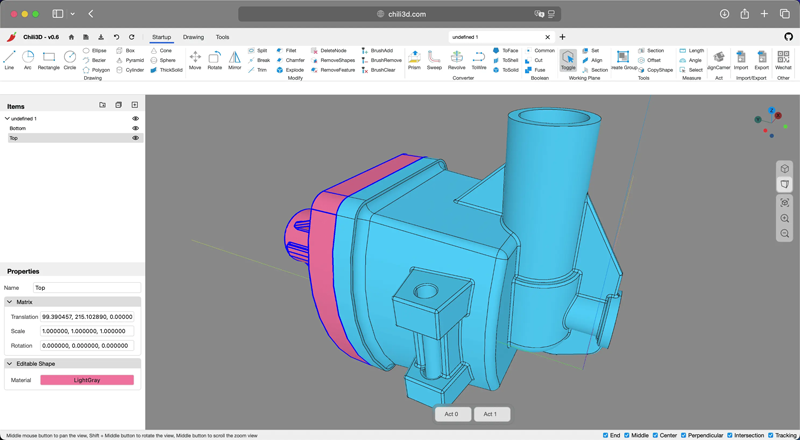 chili3d.com
Chili3D - v0.6
Startup
Drawing
Tools
undefined 1
Line
Arc
Rectangle
Circle
Ellipse
Bezier
Polygon
Box
Pyramid
Cylinder
Cone
Sphere
ThickSolid
Drawing
Move
Rotate
Mirror
Split
Break
Trim
Fillet
Chamfer
Explode
DeleteNode
RemoveShapes
RemoveFeature
BrushAdd
BrushRemove
BrushClear
Modify
Prism
Sweep
Revolve
ToWire
ToFace
ToShell
ToSolid
Converter
Common
Cut
Fuse
Boolean
Toggle
Set
Align
Section
Working Plane
Section
Offset
CopyShape
Tools
Length
Angle
Select
Measure
Act
Import
Export
Import/Export
Wechat
Other
Items
undefined 1
Bottom
Top
Properties
Name
Top
Matrix
Translation
99.390457, 215.102890, 0.00000
Scale
1.000000, 1.000000, 1.000000
Rotation
0.000000, 0.000000, 0.000000
Editable Shape
Material
LightGray
Act 0
Act 1
Middle mouse button to pan the view, Shift + Middle button to rotate the view, Middle button to scroll the zoom view
End
Middle
Center
Perpendicular
Intersection
Tracking